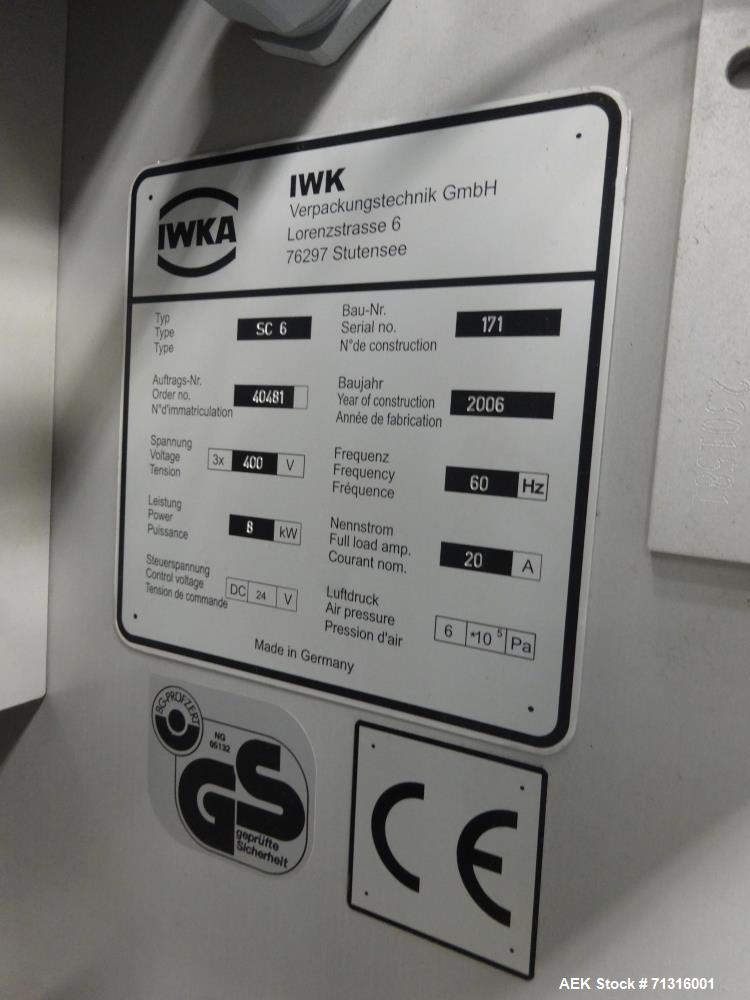 IWKA
IWK
Verpackungstechnik GmbH
Lorenzstrasse 6
76297 Stutensee
Typ
Type
Type
SC 6
Bau-Nr.
Serial no.
N°de construction
171
Auftrags-Nr.
Order no.
N°d'immatriculation
40481
Baujahr
Year of construction
Année de fabrication
2006
Spannung
Voltage
Tension
3x 400 V
Frequenz
Frequency
Fréquence
60 Hz
Leistung
Power
Puissance
8 kW
Nennstrom
Full load amp.
Courant nom.
20 A
Steuerspannung
Control voltage
Tension de commande
DC 24 V
Luftdruck
Air pressure
Pression d'air
6 *10⁵ Pa
Made in Germany
BG-PRÜFZERT
NG
05132
GS
geprüfte
Sicherheit
CE
AEK Stock #71316001